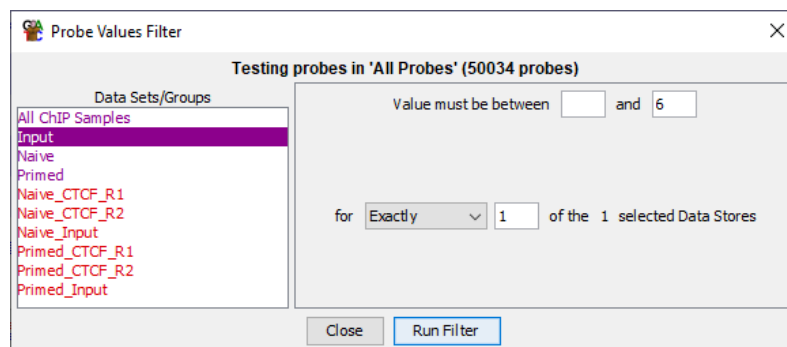 Probe Values Filter
Testing probes in 'All Probes' (50034 probes)
Data Sets/Groups
All ChIP Samples
Input
Naive
Primed
Naive_CTCF_R1
Naive_CTCF_R2
Naive_Input
Primed_CTCF_R1
Primed_CTCF_R2
Primed_Input
Value must be between and 6
for Exactly 1 of the 1 selected Data Stores
Close Run Filter